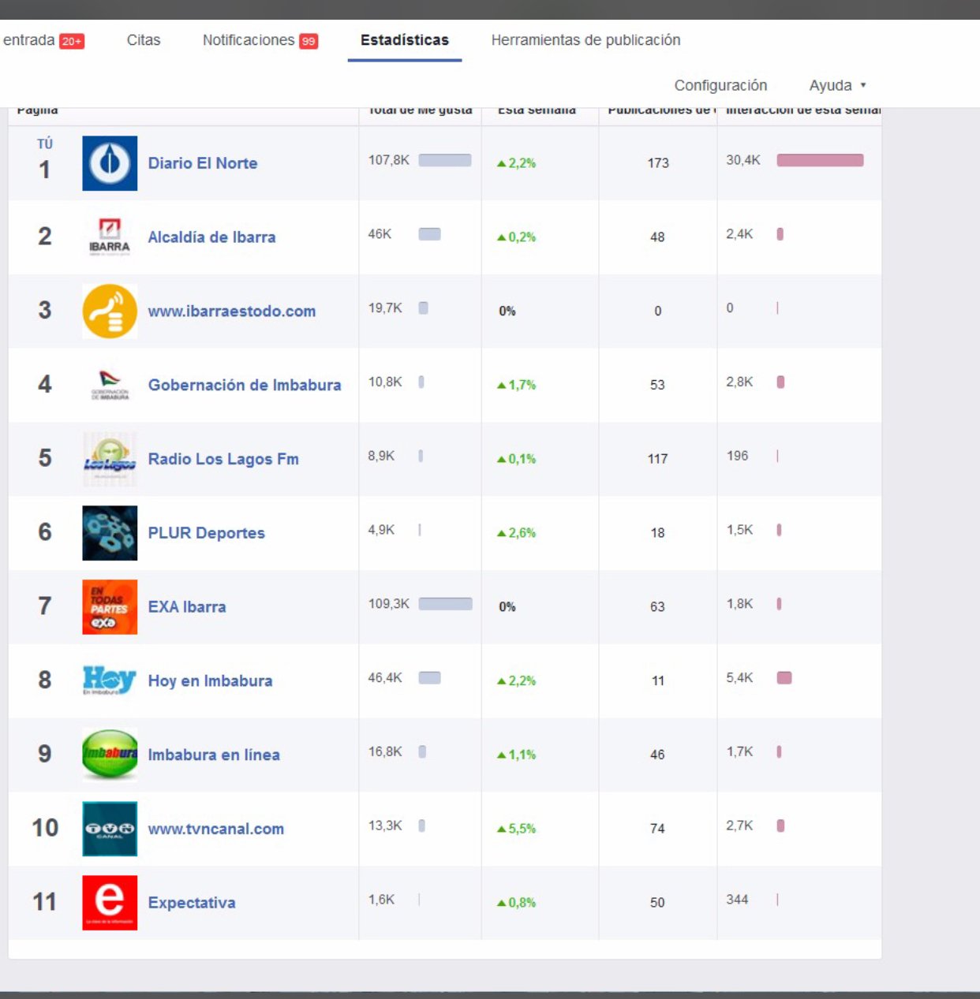 entrada 20+ Citas Notificaciones 99 Estadísticas Herramientas de publicación
Configuración Ayuda
Página Total de Me gusta Esta semana Publicaciones de Interacción de esta semar
TÚ
1 Diario El Norte 107,8K 2,2% 173 30,4K
2 IBARRA Alcaldía de Ibarra 46K 0,2% 48 2,4K
3 www.ibarraestodo.com 19,7K 0% 0 0
4 GOBERNACIÓN DE IMBABURA Gobernación de Imbabura 10,8K 1,7% 53 2,8K
5 Los Lagos Radio Los Lagos Fm 8,9K 0,1% 117 196
6 PLUR Deportes 4,9K 2,6% 18 1,5K
7 EN TODAS PARTES exa EXA Ibarra 109,3K 0% 63 1,8K
8 Hoy En Imbabura Hoy en Imbabura 46,4K 2,2% 11 5,4K
9 Imbabura Imbabura en línea 16,8K 1,1% 46 1,7K
10 TVN CANAL www.tvncanal.com 13,3K 5,5% 74 2,7K
11 e Expectativa 1,6K 0,8% 50 344